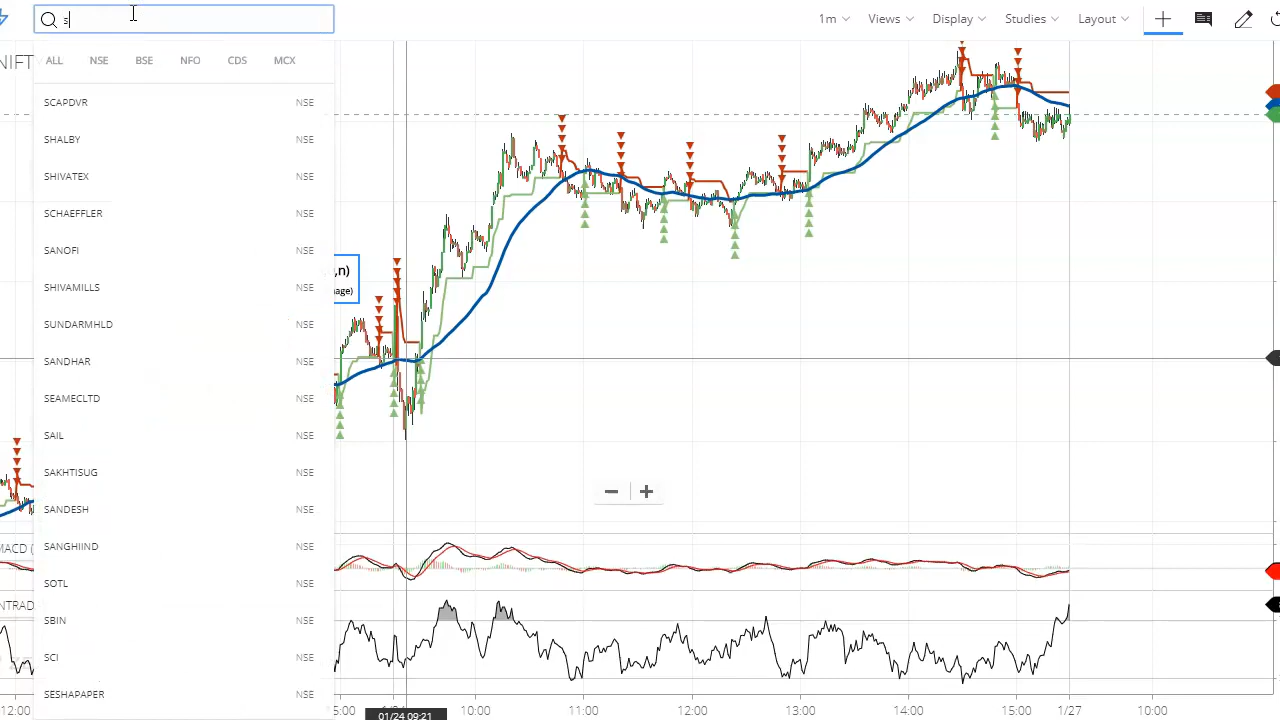 s
1m Views Display Studies Layout
NIFT
ALL NSE BSE NFO CDS MCX
SCAPDVR NSE
SHALBY NSE
SHIVATEX NSE
SCHAEFFLER NSE
SANOFI NSE
,n)
SHIVAMILLS NSE
age)
SUNDARMHLD NSE
SANDHAR NSE
SEAMECLTD NSE
SAIL NSE
SAKHTISUG NSE
SANDESH NSE
SANGHIIND NSE
MACD (
SOTL NSE
NTRAD
SBIN NSE
SCI NSE
SESHAPAPER NSE
12:00 5:00 10:00 11:00 12:00 13:00 14:00 15:00 1/27 10:00
01/24 09:21